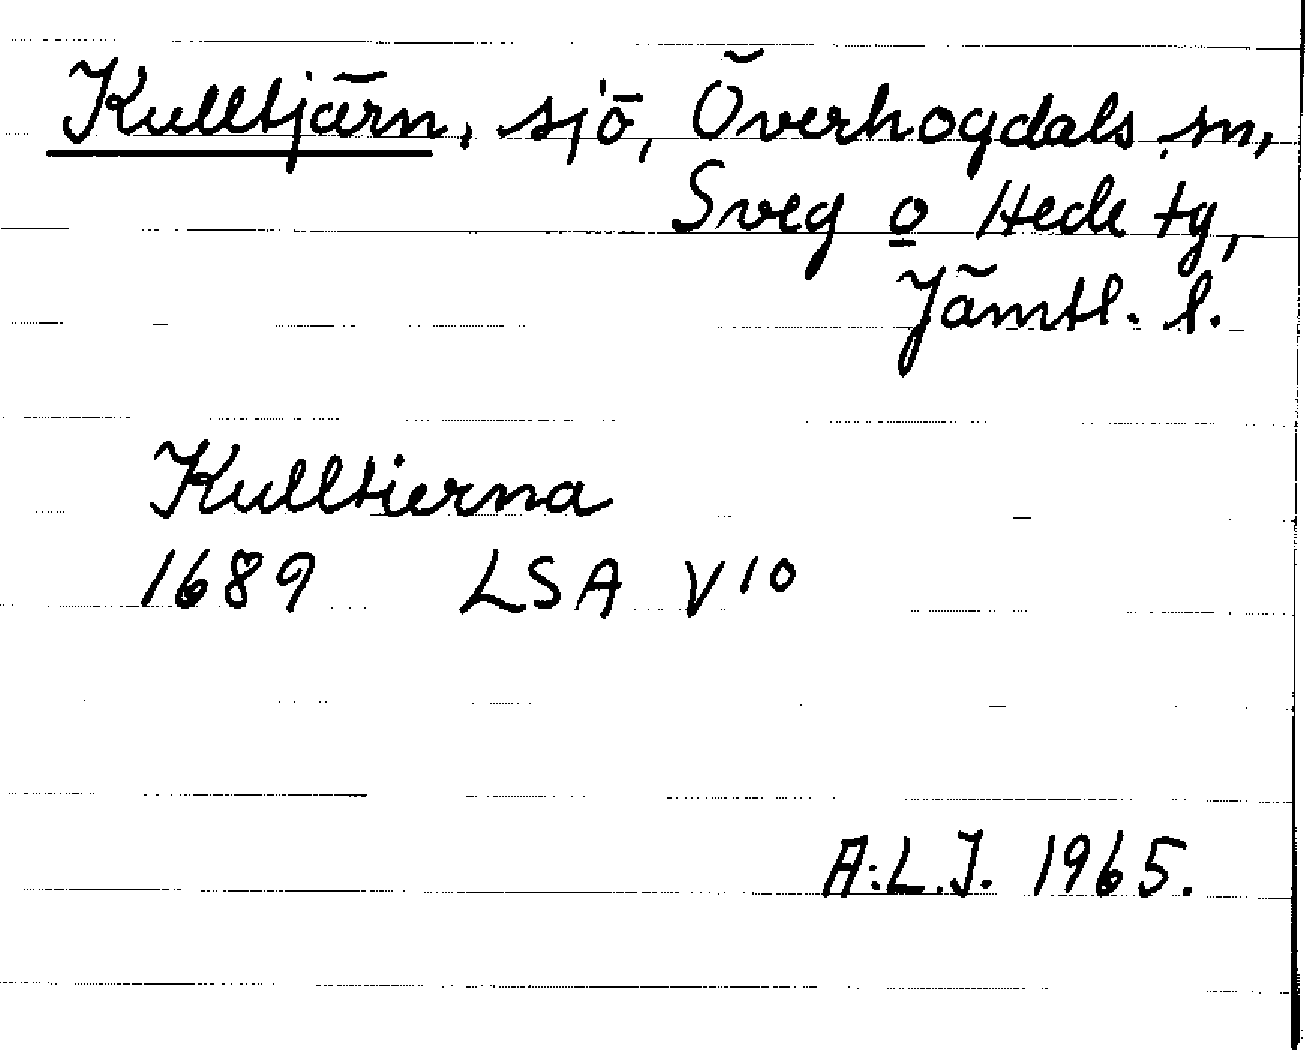 Kulltjärn, sjö, Överhogdals sn,
Sveg o Hede tg,
Jämtl. l.
Kulltierna
1689 LSA V10
A:L.J. 1965.